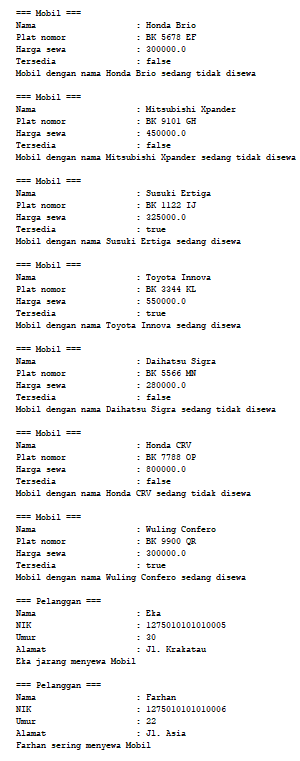 === Mobil ===
Nama : Honda Brio
Plat nomor : BK 5678 EF
Harga sewa : 300000.0
Tersedia : false
Mobil dengan nama Honda Brio sedang tidak disewa
=== Mobil ===
Nama : Mitsubishi Xpander
Plat nomor : BK 9101 GH
Harga sewa : 450000.0
Tersedia : false
Mobil dengan nama Mitsubishi Xpander sedang tidak disewa
=== Mobil ===
Nama : Suzuki Ertiga
Plat nomor : BK 1122 IJ
Harga sewa : 325000.0
Tersedia : true
Mobil dengan nama Suzuki Ertiga sedang disewa
=== Mobil ===
Nama : Toyota Innova
Plat nomor : BK 3344 KL
Harga sewa : 550000.0
Tersedia : true
Mobil dengan nama Toyota Innova sedang disewa
=== Mobil ===
Nama : Daihatsu Sigra
Plat nomor : BK 5566 MN
Harga sewa : 280000.0
Tersedia : false
Mobil dengan nama Daihatsu Sigra sedang tidak disewa
=== Mobil ===
Nama : Honda CRV
Plat nomor : BK 7788 OP
Harga sewa : 800000.0
Tersedia : false
Mobil dengan nama Honda CRV sedang tidak disewa
=== Mobil ===
Nama : Wuling Confero
Plat nomor : BK 9900 QR
Harga sewa : 300000.0
Tersedia : true
Mobil dengan nama Wuling Confero sedang disewa
=== Pelanggan ===
Nama : Eka
NIK : 1275010101010005
Umur : 30
Alamat : Jl. Krakatau
Eka jarang menyewa Mobil
=== Pelanggan ===
Nama : Farhan
NIK : 1275010101010006
Umur : 22
Alamat : Jl. Asia
Farhan sering menyewa Mobil